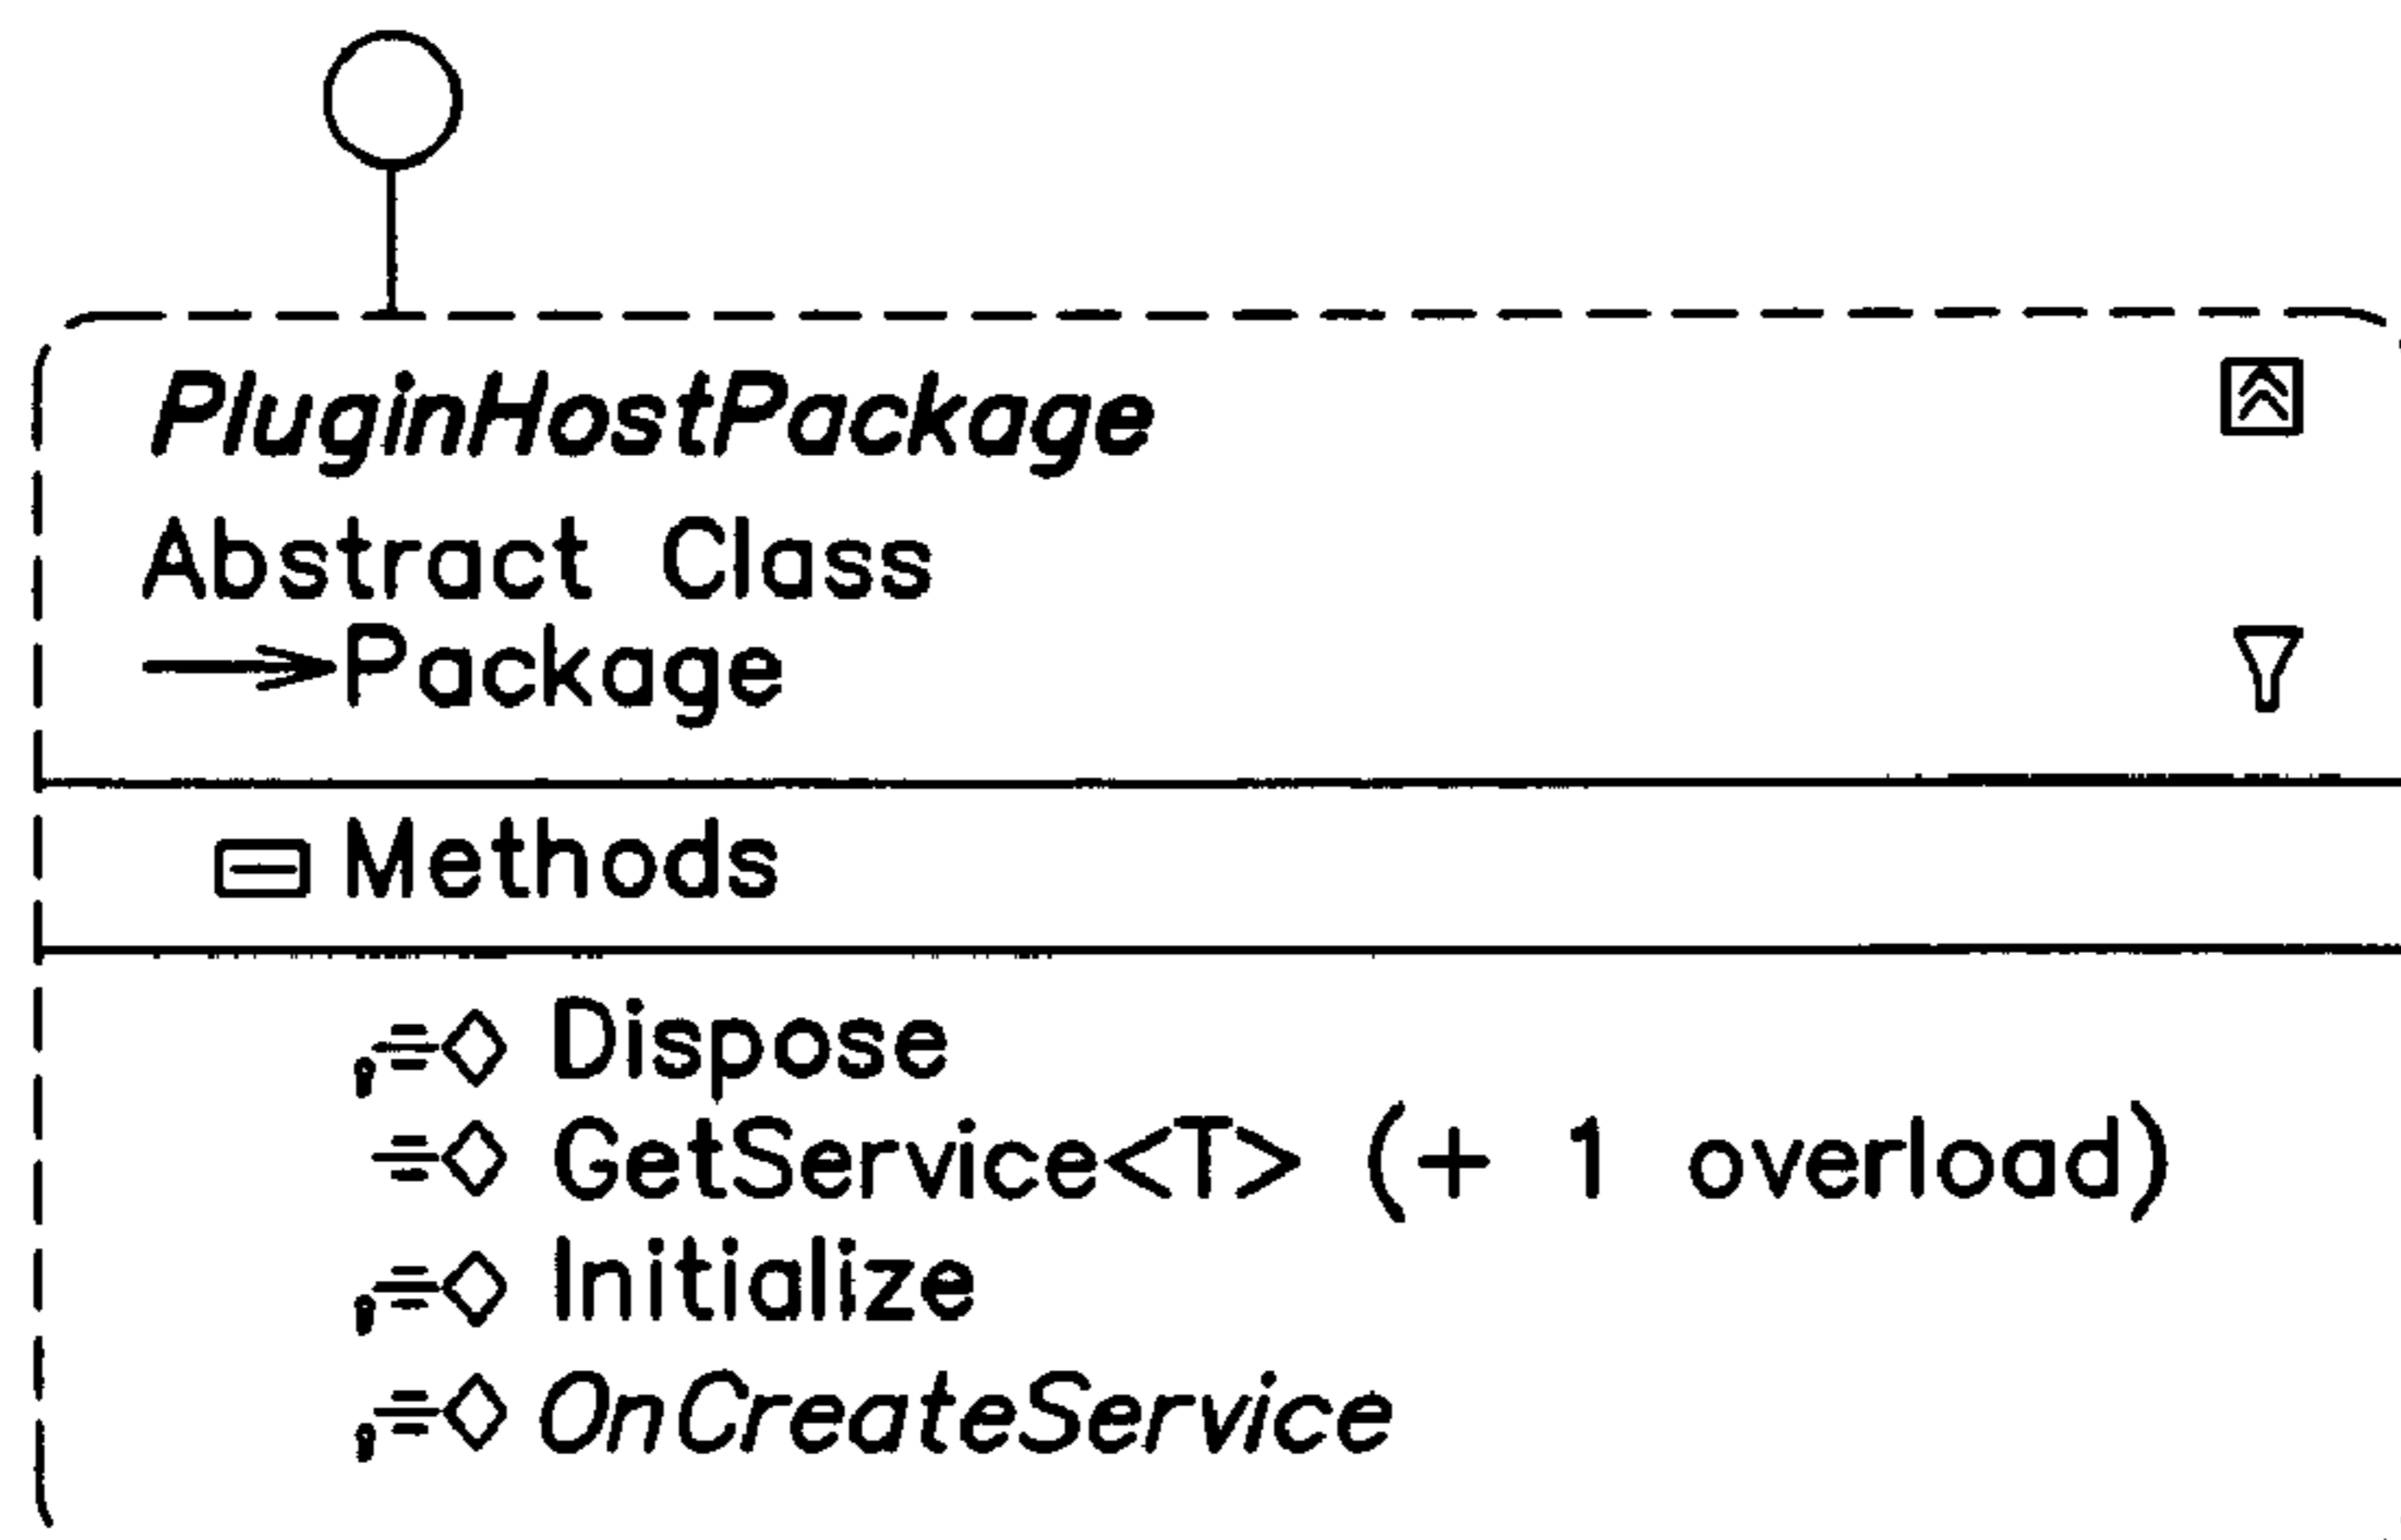 PluginHostPackage
Abstract Class
Package
Methods
Dispose
GetService<T> (+ 1 overload)
Initialize
OnCreateService